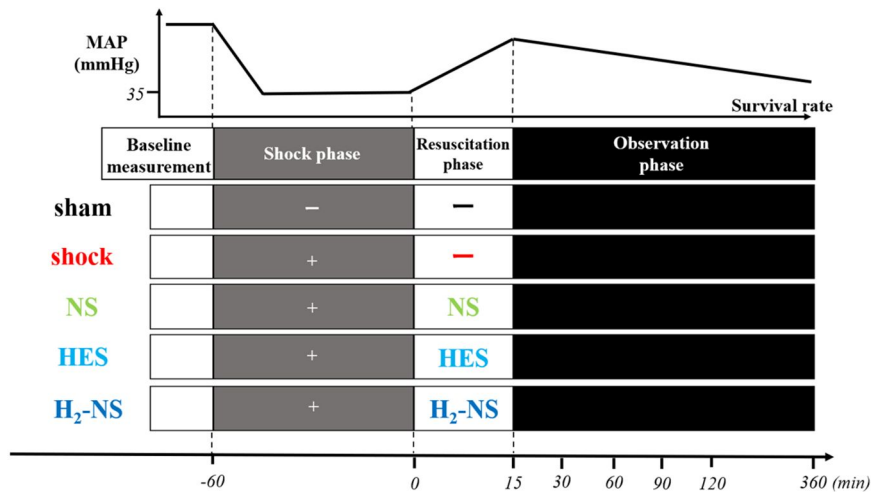 MAP
(mmHg)
35
Survival rate
Baseline
measurement
Shock phase
Resuscitation
phase
Observation
phase
sham
–
–
shock
+
–
NS
+
NS
HES
+
HES
H₂-NS
+
H₂-NS
-60
0
15
30
60
90
120
360 (min)